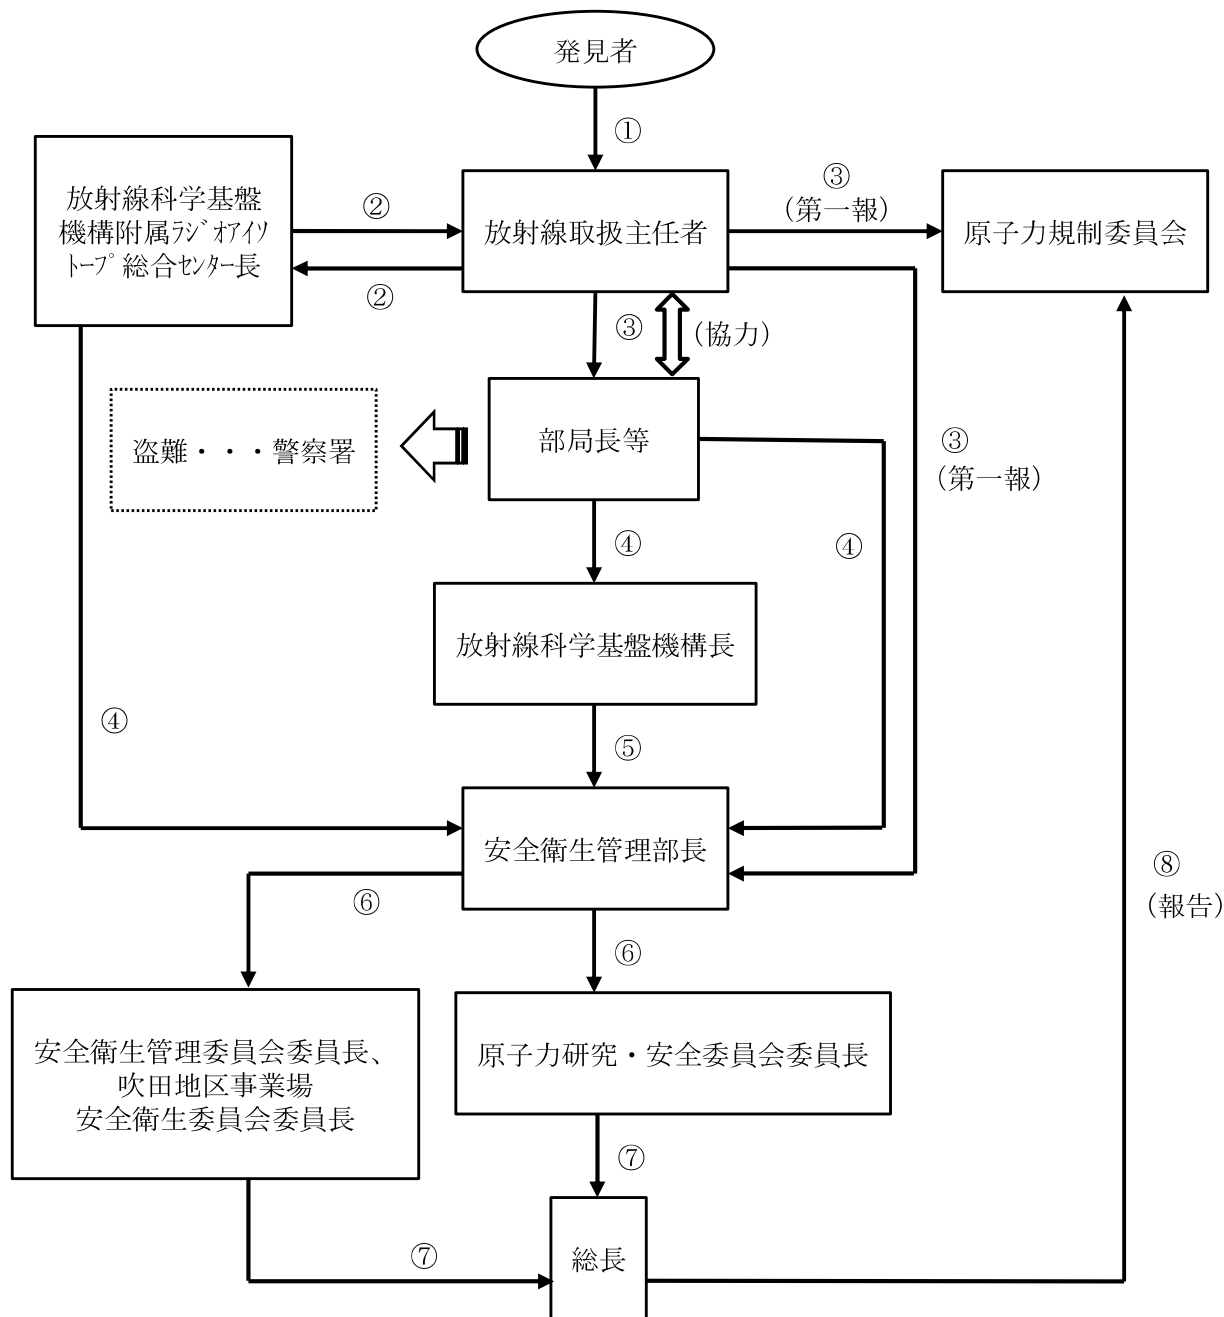 発見者
①
放射線科学基盤
機構附属ﾗｼﾞｵｱｲｿ
ﾄｰﾌﾟ総合ｾﾝﾀｰ長
②
②
放射線取扱主任者
③
(第一報)
原子力規制委員会
③
(協力)
盗難・・・警察署
部局長等
③
(第一報)
④
④
放射線科学基盤機構長
④
⑤
安全衛生管理部長
⑧
(報告)
⑥
⑥
安全衛生管理委員会委員長、
吹田地区事業場
安全衛生委員会委員長
原子力研究・安全委員会委員長
⑦
⑦
総長